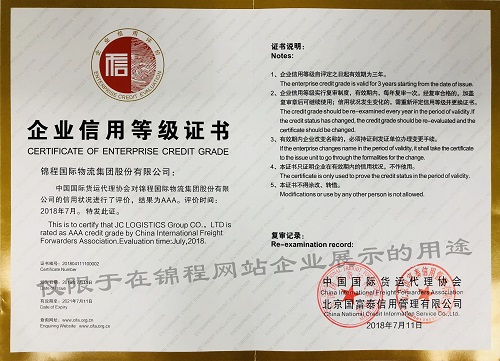 企业信用评价
信
ENTERPRISE CREDIT EVALUATION
企业信用等级证书
CERTIFICATE OF ENTERPRISE CREDIT GRADE
锦程国际物流集团股份有限公司：
中国国际货运代理协会对锦程国际物流集团股份有限公司
的信用状况进行了评价，结果为AAA。评价时间：
2018年7月。特发此证。
This is to certify that JC LOGISTICS Group CO.，LTD is
rated as AAA credit grade by China International Freight
Forwarders Association.Evaluation time:July,2018.
证书编号：201804111100002
Certificate Number
Date of Issue
有效期至：2021年7月11日
Date of Expiry
查询网址：www.cifa.org.cn
Enquiring Website www.cifa.org.cn
证书说明：
Notes:
1、企业信用等级自评定之日起有效期为三年。
The enterprise credit grade is valid for 3 years starting from the date of issue.
2、企业信用等级实行复审制度，有效期内，每年复审一次，经复审合格的，加盖
复审章后可继续使用；信用状况发生变化的，需重新评定信用等级并更换证书。
The credit grade should be re-examined every year in the period of validity. If
the credit status has changed, the credit grade should be re-evaluated and the
certificate should be changed.
3、有效期内企业改变名称的，必须持证到发证单位办理变更手续。
If the enterprise changes name in the period of validity, it shall take the certificate
to the issue unit to go through the formalities for the change.
4、本证书只证明企业在有效期内的信用状况，不作他用。
The certificate is only used to prove the credit status in the period of validity.
5、本证书不得涂改、转借。
Modifications or use by any other person is not allowed.
复审记录：
Re-examination record:
中国国际货运代理协会
China International Freight Forwarders Association
北京国富泰信用管理有限公司
China National Credit Information Service Co., Ltd.
2018年7月11日
仅限于在锦程网站企业展示的用途